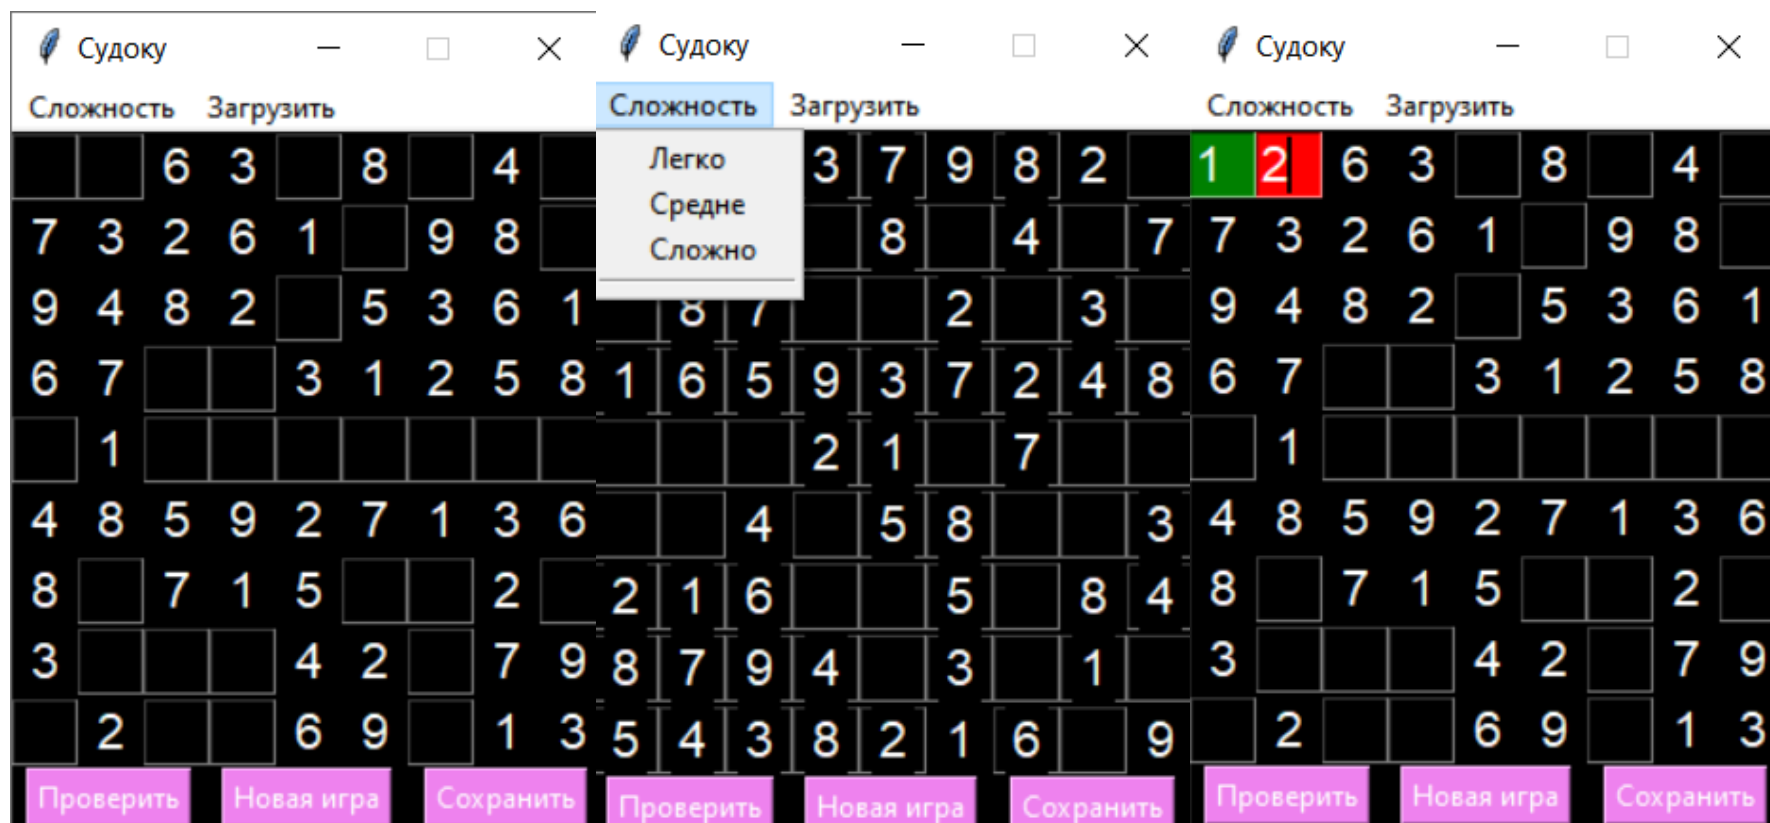 Судоку
Сложность Загрузить
6 3 8 4
7 3 2 6 1 9 8
9 4 8 2 5 3 6 1
6 7 3 1 2 5 8
1
4 8 5 9 2 7 1 3 6
8 7 1 5 2
3 4 2 7 9
2 6 9 1 3
Проверить Новая игра Сохранить
Судоку
Сложность Загрузить
Легко
Средне
Сложно
3 7 9 8 2
8 4 7
8 7 2 3
1 6 5 9 3 7 2 4 8
2 1 7
4 5 8 3
2 1 6 5 8 4
8 7 9 4 3 1
5 4 3 8 2 1 6 9
Проверить Новая игра Сохранить
Судоку
Сложность Загрузить
1 2 6 3 8 4
7 3 2 6 1 9 8
9 4 8 2 5 3 6 1
6 7 3 1 2 5 8
1
4 8 5 9 2 7 1 3 6
8 7 1 5 2
3 4 2 7 9
2 6 9 1 3
Проверить Новая игра Сохранить